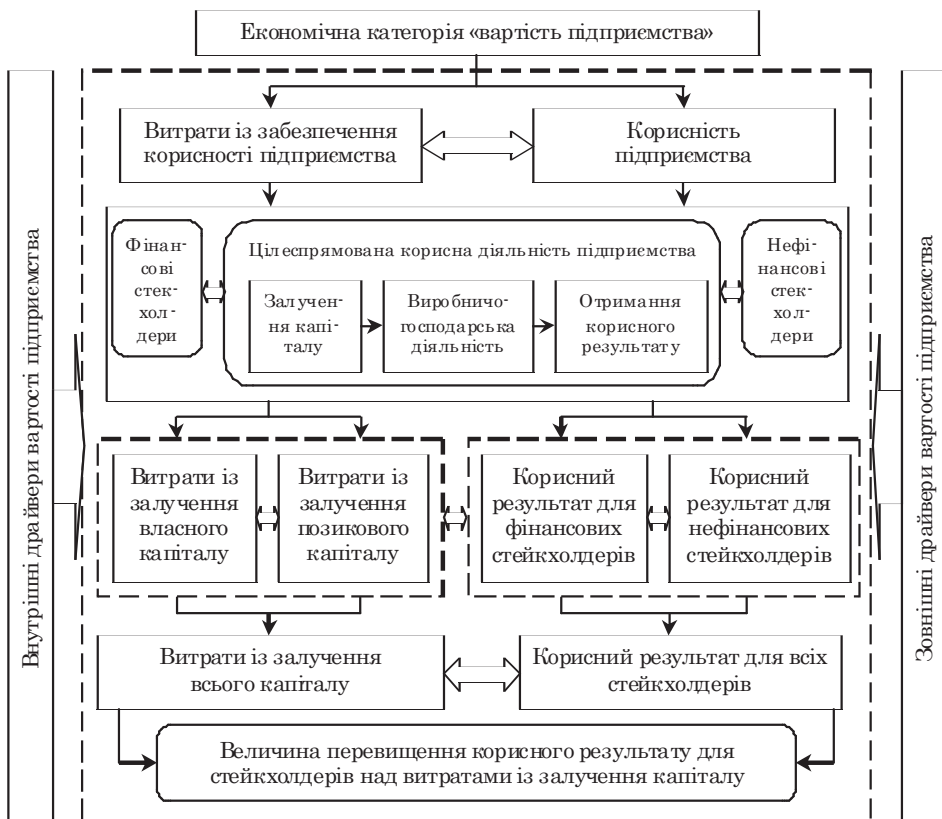 Економічна категорія «вартість підприємства»
Внутрішні драйвери вартості підприємства
Зовнішні драйвери вартості підприємства
Витрати із забезпечення
корисності підприємства
Корисність
підприємства
Фінан-
сові
стек-
хол-
дери
Цілеспрямована корисна діяльність підприємства
Залучен-
ня капі-
талу
Виробничо-
господарська
діяльність
Отримання
корисного
результату
Нефі-
нансові
стек-
хол-
дери
Витрати із
залучення
власного
капіталу
Витрати із
залучення
позикового
капіталу
Корисний
результат для
фінансових
стейкхолдерів
Корисний
результат для
нефінансових
стейкхолдерів
Витрати із залучення
всього капіталу
Корисний результат для всіх
стейкхолдерів
Величина перевищення корисного результату для
стейкхолдерів над витратами із залучення капіталу